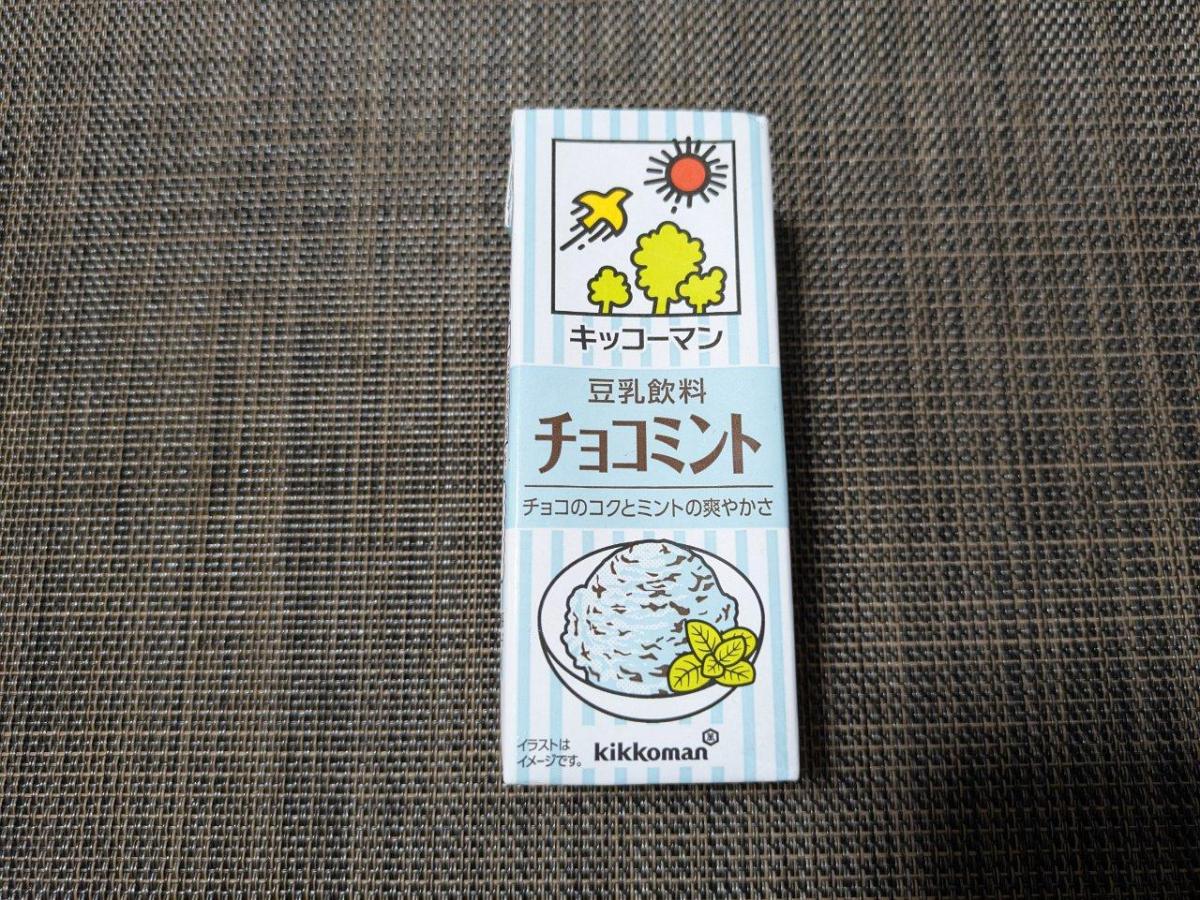 キッコーマン
豆乳飲料
チョコミント
チョコのコクとミントの爽やかさ
イラストは
イメージです。
kikkoman